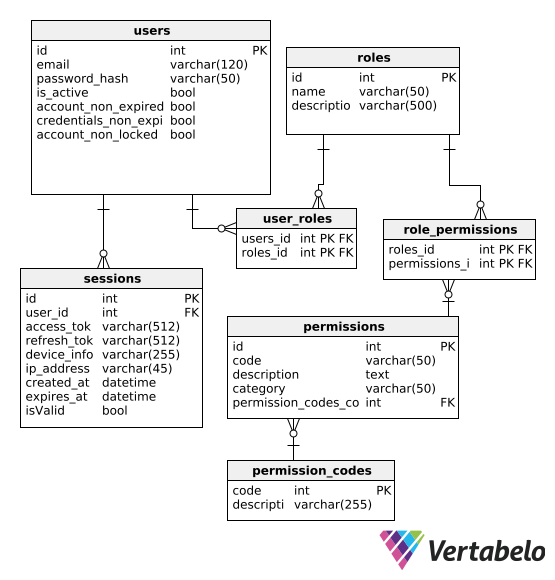 users
id int PK
email varchar(120)
password_hash varchar(50)
is_active bool
account_non_expired bool
credentials_non_expi bool
account_non_locked bool
roles
id int PK
name varchar(50)
descriptio varchar(500)
user_roles
users_id int PK FK
roles_id int PK FK
role_permissions
roles_id int PK FK
permissions_i int PK FK
sessions
id int PK
user_id int FK
access_tok varchar(512)
refresh_tok varchar(512)
device_info varchar(255)
ip_address varchar(45)
created_at datetime
expires_at datetime
isValid bool
permissions
id int PK
code varchar(50)
description text
category varchar(50)
permission_codes_co int FK
permission_codes
code int PK
descripti varchar(255)
Vertabelo